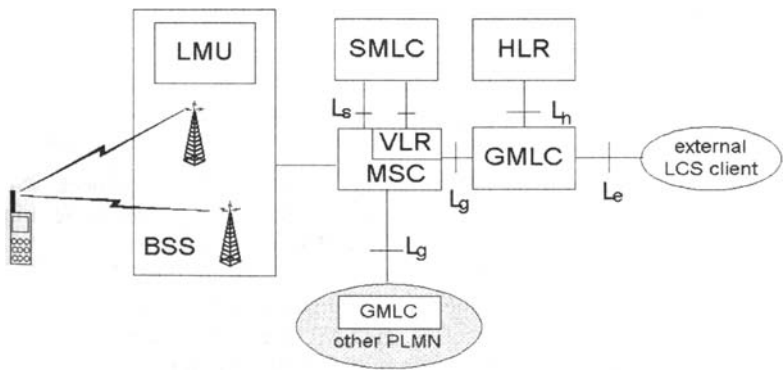 LMU
SMLC
HLR
Ls
VLR
MSC
Lh
GMLC
external
LCS client
Lg
Le
BSS
Lg
GMLC
other PLMN